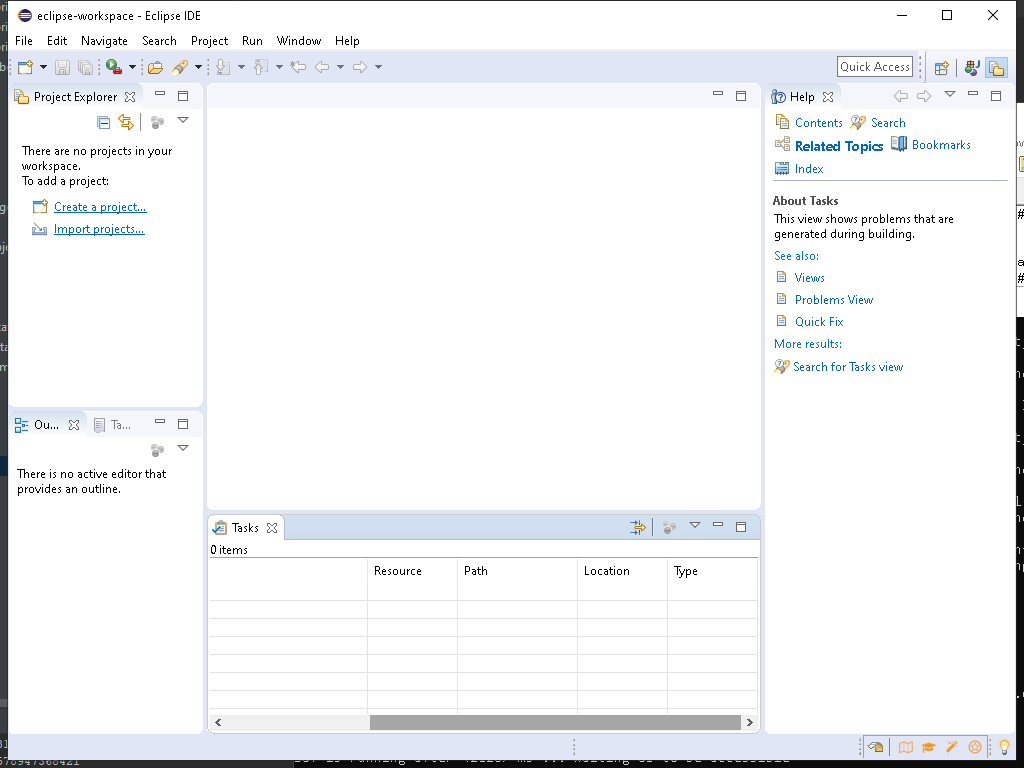 eclipse-workspace - Eclipse IDE
File Edit Navigate Search Project Run Window Help
Quick Access
Project Explorer
There are no projects in your
workspace.
To add a project:
Create a project...
Import projects...
Ou... Ta...
There is no active editor that
provides an outline.
Tasks
0 items
Resource Path Location Type
Help
Contents Search
Related Topics Bookmarks
Index
About Tasks
This view shows problems that are
generated during building.
See also:
Views
Problems View
Quick Fix
More results:
Search for Tasks view